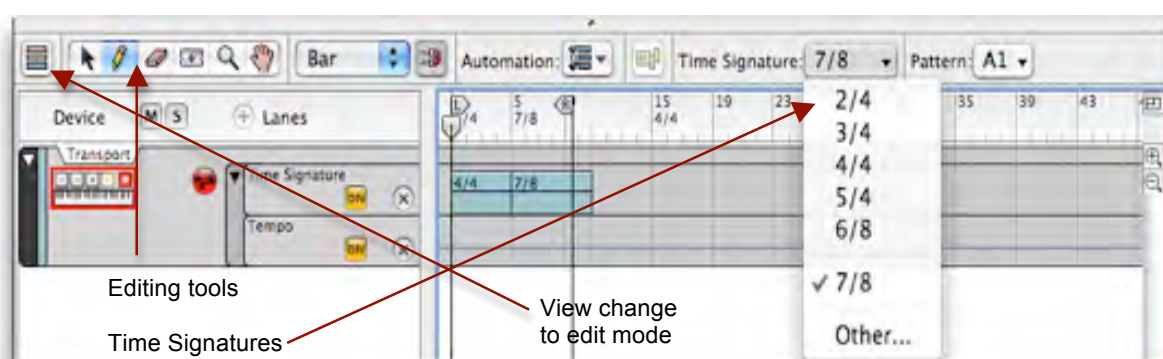 Bar Automation: Time Signature: 7/8 Pattern: A1
Device M S Lanes
L 5 R 15 19 23 35 39 43
7/8 4/4
Transport
Time Signature
ON
4/4 7/8
Tempo
ON
2/4
3/4
4/4
5/4
6/8
✓ 7/8
Other...
Editing tools
View change
to edit mode
Time Signatures